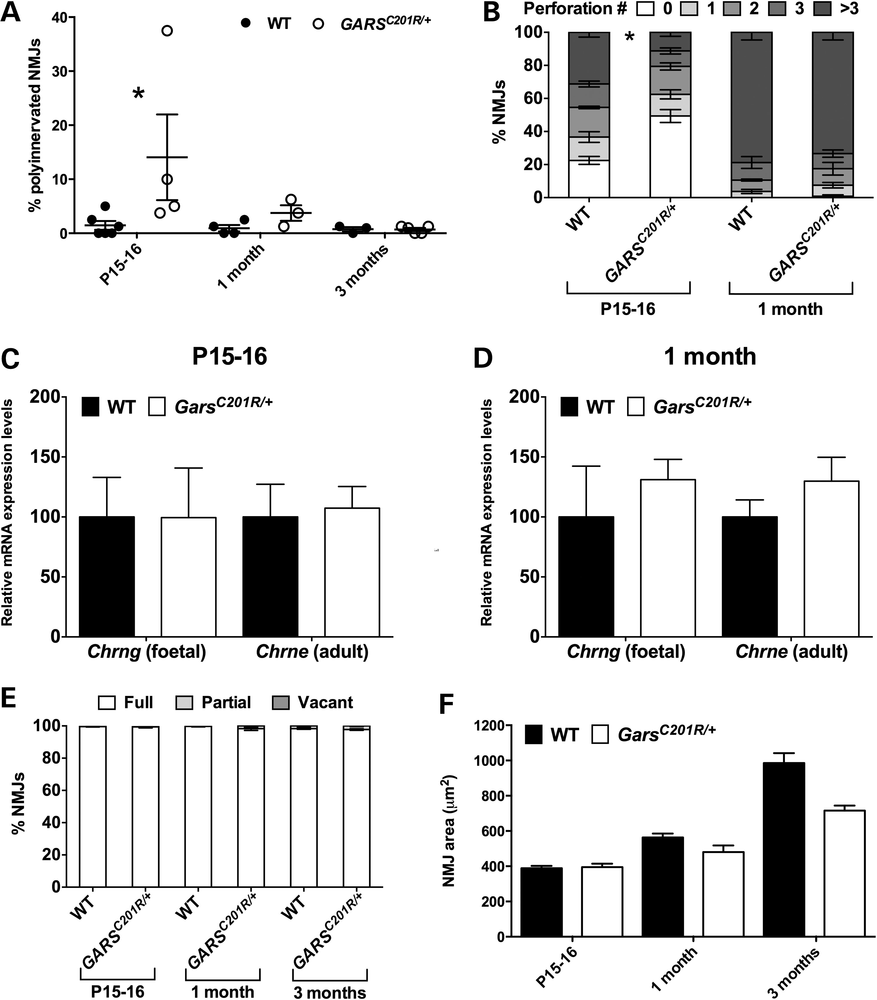 A
40
30
20
10
0
% polyinnervated NMJs
WT
GARSC201R/+
*
P15-16
1 month
3 months
B
Perforation # 0 1 2 3 >3
100
80
60
40
20
0
% NMJs
*
WT
GARSC201R/+
WT
GARSC201R/+
P15-16
1 month
C
P15-16
200
150
100
50
0
Relative mRNA expression levels
WT
GarsC201R/+
Chrng (foetal)
Chrne (adult)
D
1 month
200
150
100
50
0
Relative mRNA expression levels
WT
GarsC201R/+
Chrng (foetal)
Chrne (adult)
E
Full Partial Vacant
100
80
60
40
20
0
% NMJs
WT
GARSC201R/+
WT
GARSC201R/+
WT
GARSC201R/+
P15-16
1 month
3 months
F
1200
1000
800
600
400
200
0
NMJ area (μm2)
WT
GarsC201R/+
P15-16
1 month
3 months